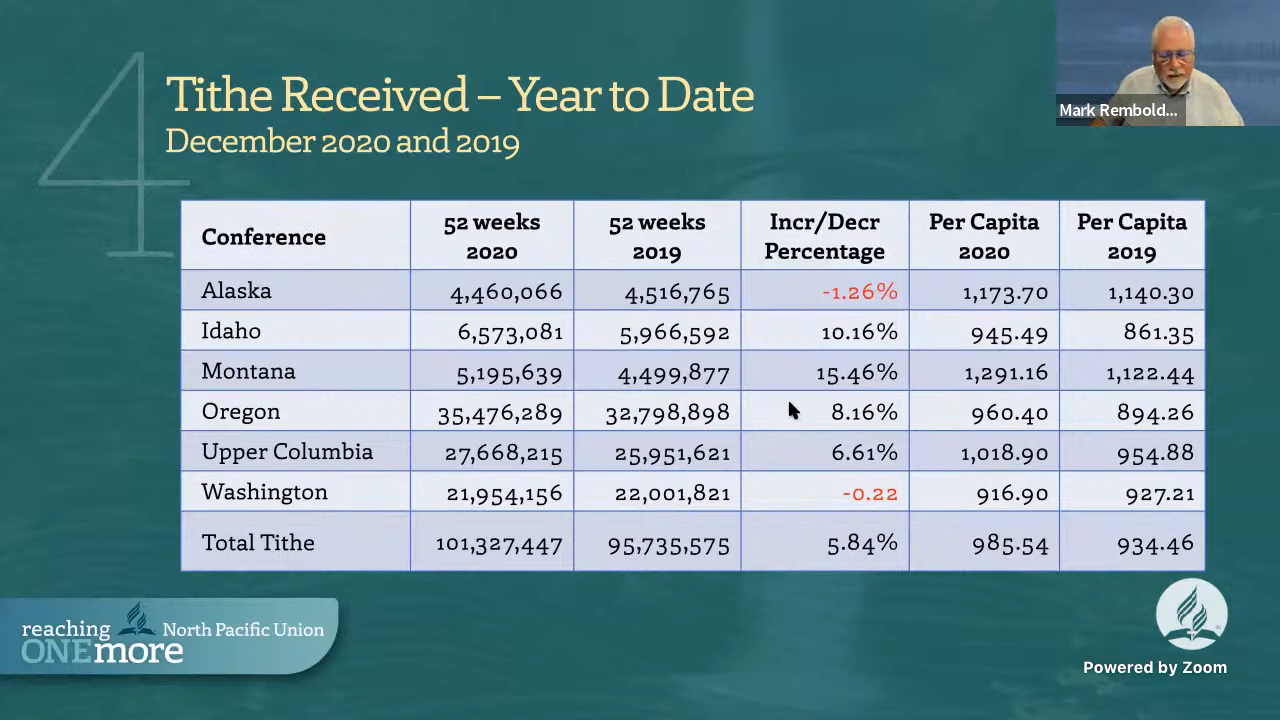 4
Tithe Received – Year to Date
December 2020 and 2019
Mark Rembold...
Conference 52 weeks 2020 52 weeks 2019 Incr/Decr Percentage Per Capita 2020 Per Capita 2019
Alaska 4,460,066 4,516,765 -1.26% 1,173.70 1,140.30
Idaho 6,573,081 5,966,592 10.16% 945.49 861.35
Montana 5,195,639 4,499,877 15.46% 1,291.16 1,122.44
Oregon 35,476,289 32,798,898 8.16% 960.40 894.26
Upper Columbia 27,668,215 25,951,621 6.61% 1,018.90 954.88
Washington 21,954,156 22,001,821 -0.22 916.90 927.21
Total Tithe 101,327,447 95,735,575 5.84% 985.54 934.46
reaching North Pacific Union
ONEmore
Powered by Zoom